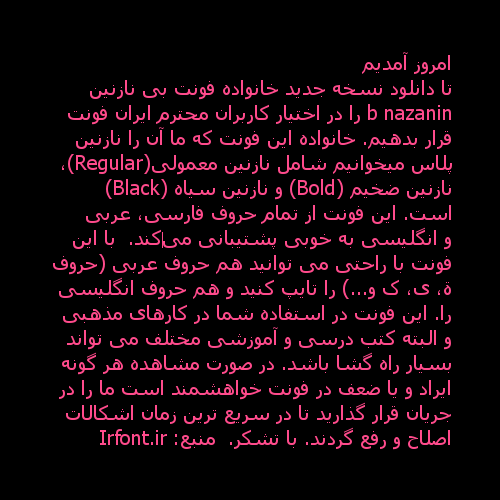 امروز آمدیم
تا دانلود نسخه جدید خانواده فونت بی نازنین
b nazanin را در اختیار کاربران محترم ایران فونت
قرار بدهیم. خانواده این فونت که ما آن را نازنین
پلاس میخوانیم شامل نازنین معمولی(Regular)،
نازنین ضخیم (Bold) و نازنین سیاه (Black)
است. این فونت از تمام حروف فارسی، عربی
و انگلیسی به خوبی پشتیبانی می‌کند.  با این
فونت با راحتی می توانید هم حروف عربی (حروف
ة، ی، ک و...) را تایپ کنید و هم حروف انگلیسی
را. این فونت در استفاده شما در کارهای مذهبی
و البته کتب درسی و آموزشی مختلف می تواند
بسیار راه گشا باشد. در صورت مشاهده هر گونه
ایراد و یا ضعف در فونت خواهشمند است ما را در
جریان قرار گذارید تا در سریع ترین زمان اشکالات
اصلاح و رفع گردند. با تشکر.  منبع: Irfont.ir